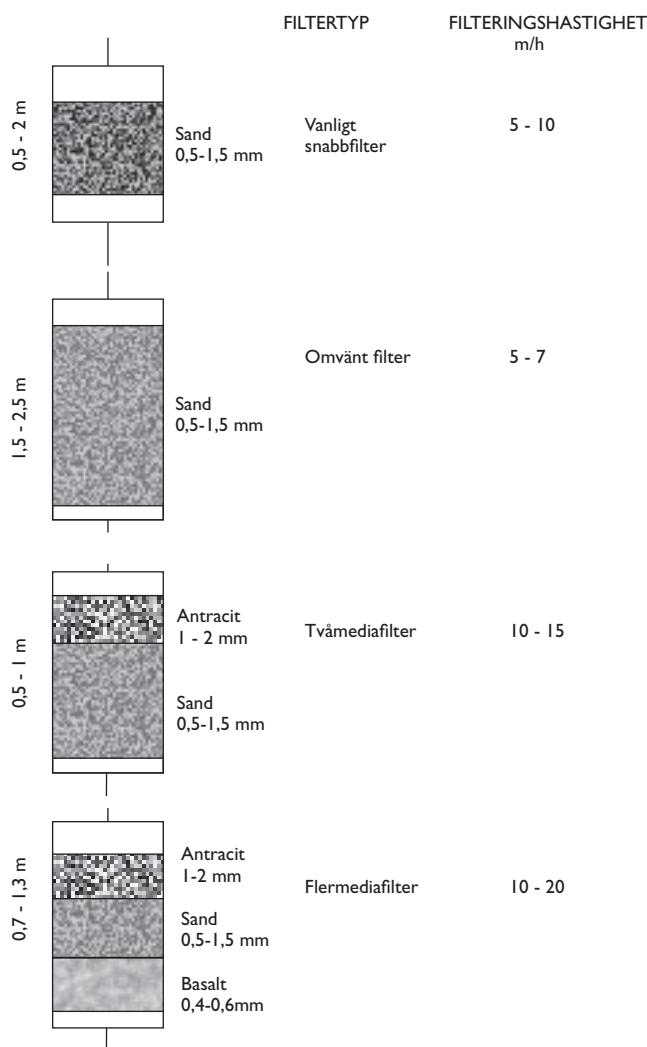 FILTERTYP FILTERINGSHASTIGHET
m/h
0,5 - 2 m
Sand
0,5-1,5 mm
Vanligt
snabbfilter
5 - 10
1,5 - 2,5 m
Sand
0,5-1,5 mm
Omvänt filter
5 - 7
0,5 - 1 m
Antracit
1 - 2 mm
Sand
0,5-1,5 mm
Tvåmediafilter
10 - 15
0,7 - 1,3 m
Antracit
1-2 mm
Sand
0,5-1,5 mm
Basalt
0,4-0,6mm
Flermediafilter
10 - 20